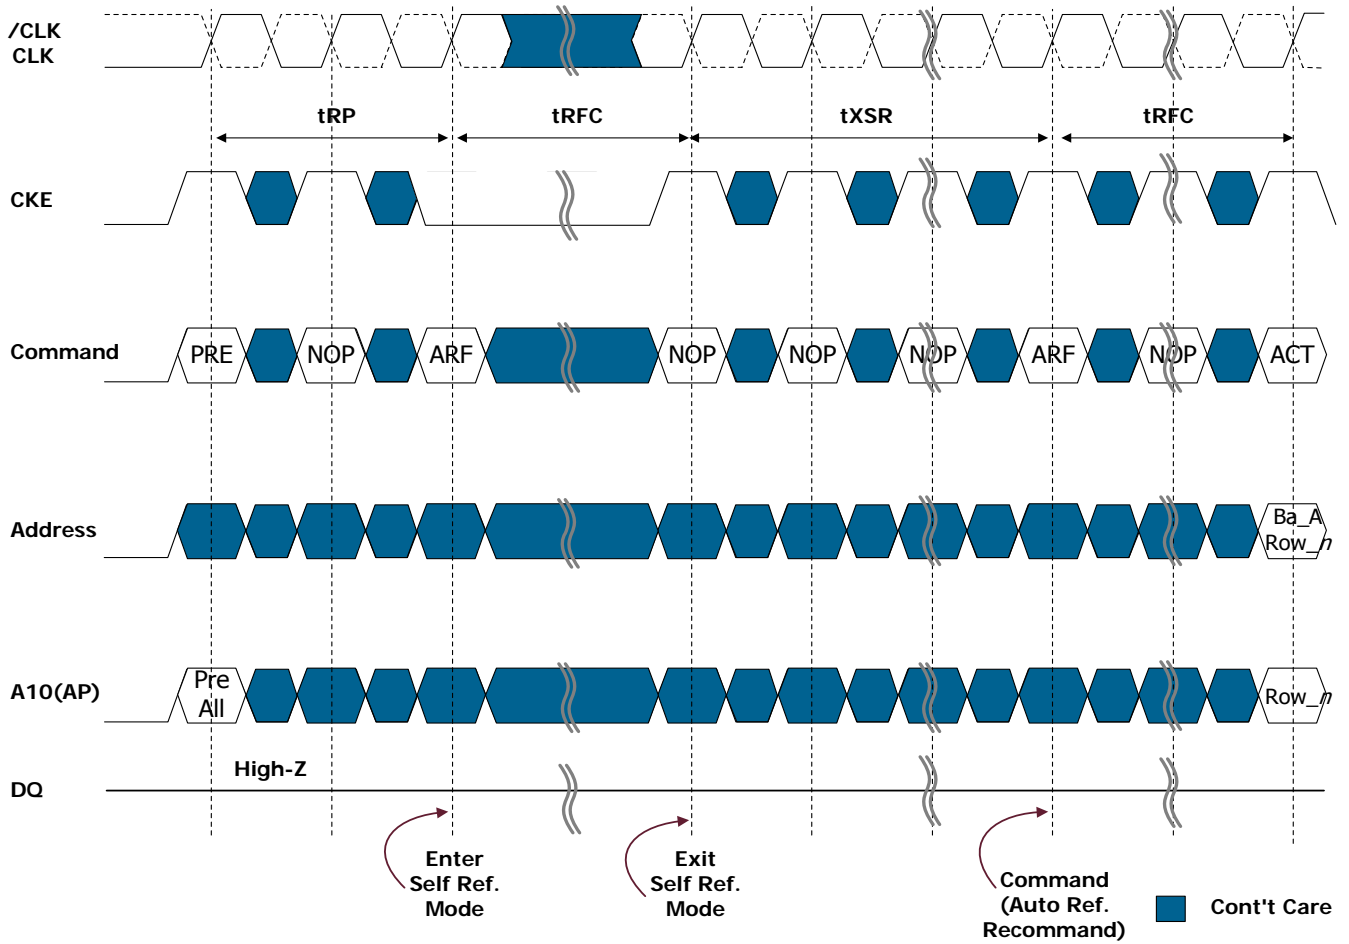 /CLK
CLK
tRP
tRFC
tXSR
tRFC
CKE
Command
PRE
NOP
ARF
NOP
NOP
NOP
ARF
NOP
ACT
Address
Ba_A
Row_n
A10(AP)
Pre
All
Row_n
High-Z
DQ
Enter
Self Ref.
Mode
Exit
Self Ref.
Mode
Command
(Auto Ref.
Recommand)
Cont't Care